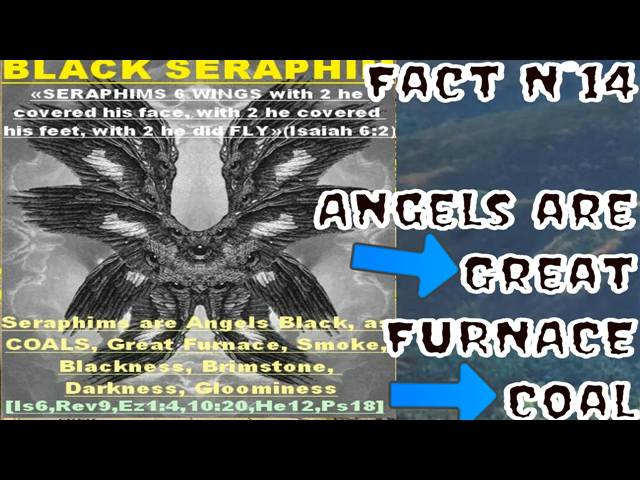 BLACK SERAPHIM
«SERAPHIMS 6 WINGS with 2 he
covered his face, with 2 he covered
his feet, with 2 he did FLY»(Isaiah 6:2)
Seraphims are Angels Black, as
COALS, Great Furnace, Smoke,
Blackness, Brimstone,
Darkness, Gloominess
[Is6,Rev9,Ez1:4,10:20,He12,Ps18]
FACT N°14
ANGELS ARE
GREAT
FURNACE
COAL